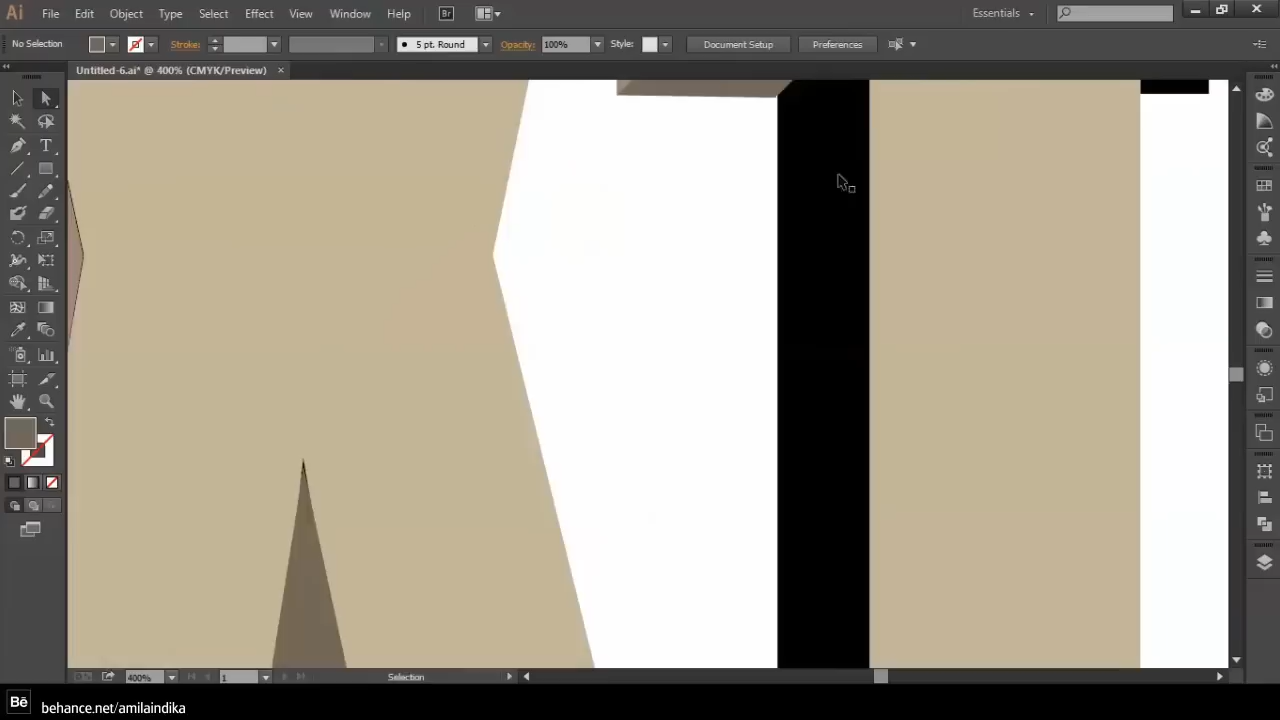 Ai File Edit Object Type Select Effect View Window Help Br Essentials
No Selection Stroke: 5 pt. Round Opacity: 100% Style: Document Setup Preferences
Untitled-6.ai* @ 400% (CMYK/Preview) ×
T
400% 1 Selection
Bē behance.net/amilaindika